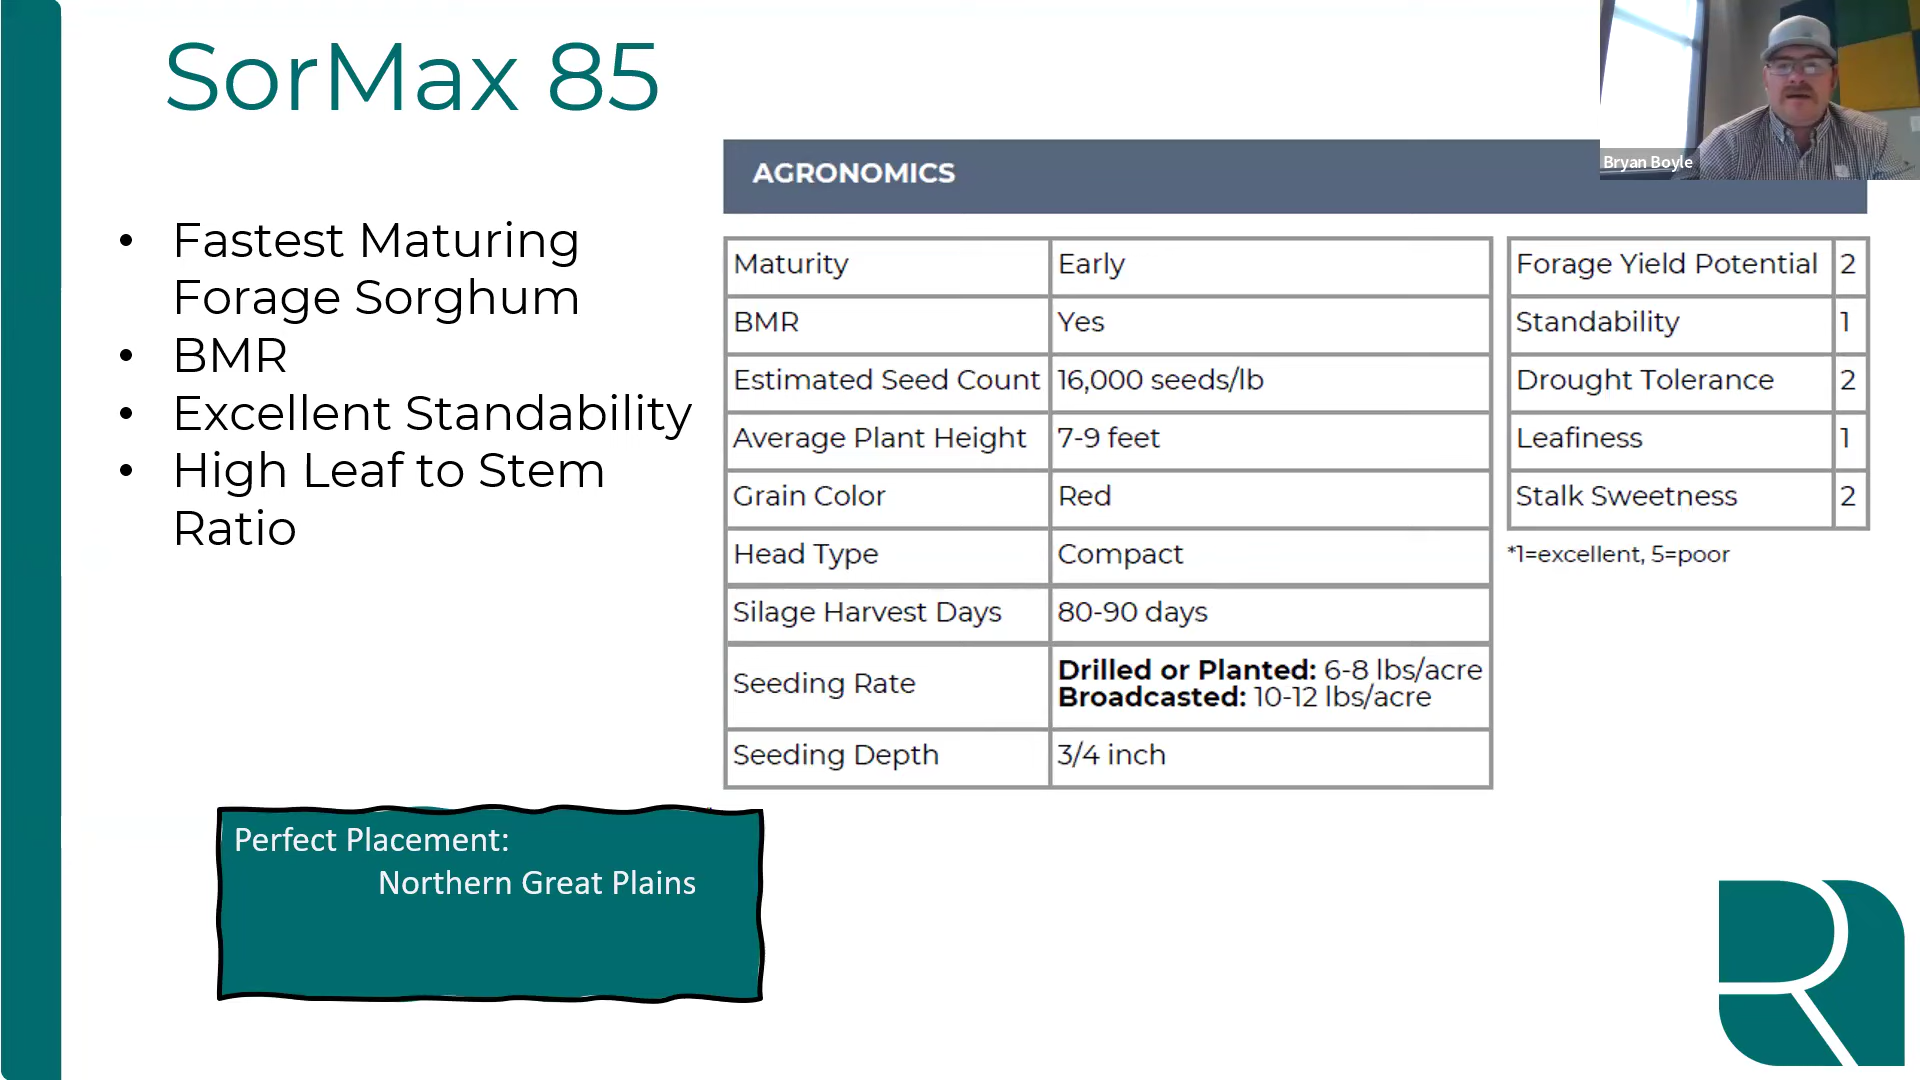 SorMax 85
Bryan Boyle
• Fastest Maturing
Forage Sorghum
• BMR
• Excellent Standability
• High Leaf to Stem
Ratio
AGRONOMICS
Maturity Early
BMR Yes
Estimated Seed Count 16,000 seeds/lb
Average Plant Height 7-9 feet
Grain Color Red
Head Type Compact
Silage Harvest Days 80-90 days
Seeding Rate Drilled or Planted: 6-8 lbs/acre
Broadcasted: 10-12 lbs/acre
Seeding Depth 3/4 inch
Forage Yield Potential 2
Standability 1
Drought Tolerance 2
Leafiness 1
Stalk Sweetness 2
*1=excellent, 5=poor
Perfect Placement:
Northern Great Plains
R